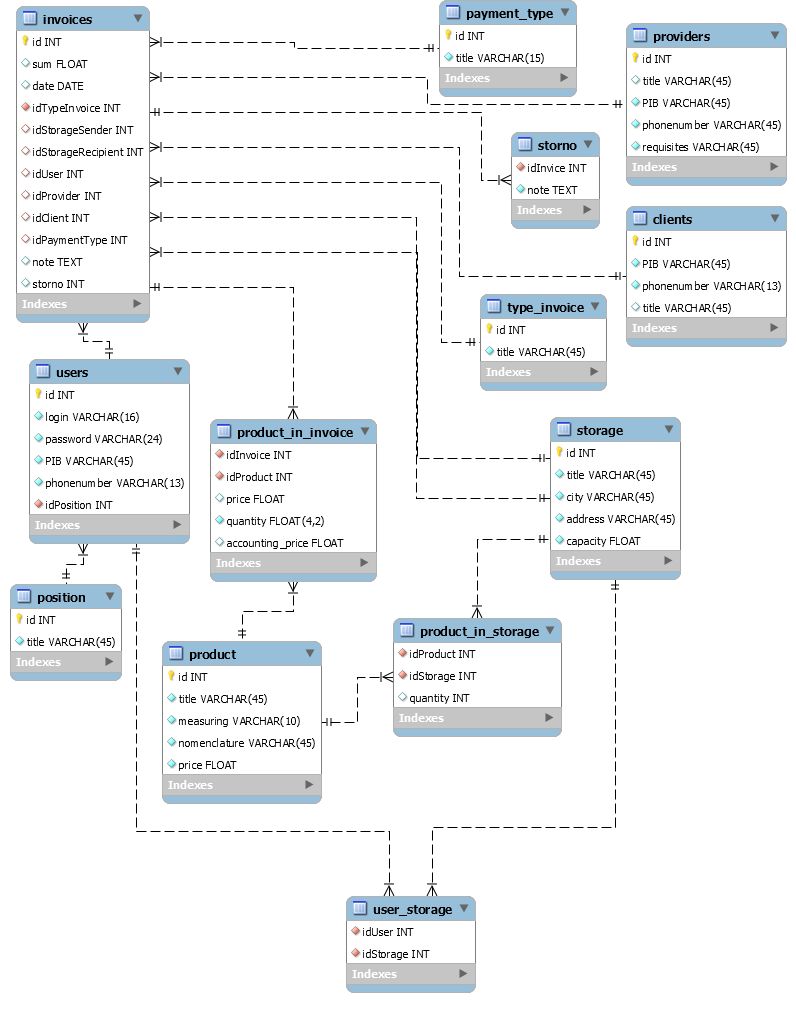 invoices
id INT
sum FLOAT
date DATE
idTypeInvoice INT
idStorageSender INT
idStorageRecipient INT
idUser INT
idProvider INT
idClient INT
idPaymentType INT
note TEXT
storno INT
Indexes
payment_type
id INT
title VARCHAR(15)
Indexes
providers
id INT
title VARCHAR(45)
PIB VARCHAR(45)
phonenumber VARCHAR(45)
requisites VARCHAR(45)
Indexes
storno
idInvice INT
note TEXT
Indexes
clients
id INT
PIB VARCHAR(45)
phonenumber VARCHAR(13)
title VARCHAR(45)
Indexes
type_invoice
id INT
title VARCHAR(45)
Indexes
users
id INT
login VARCHAR(16)
password VARCHAR(24)
PIB VARCHAR(45)
phonenumber VARCHAR(13)
idPosition INT
Indexes
product_in_invoice
idInvoice INT
idProduct INT
price FLOAT
quantity FLOAT(4,2)
accounting_price FLOAT
Indexes
storage
id INT
title VARCHAR(45)
city VARCHAR(45)
address VARCHAR(45)
capacity FLOAT
Indexes
position
id INT
title VARCHAR(45)
Indexes
product
id INT
title VARCHAR(45)
measuring VARCHAR(10)
nomenclature VARCHAR(45)
price FLOAT
Indexes
product_in_storage
idProduct INT
idStorage INT
quantity INT
Indexes
user_storage
idUser INT
idStorage INT
Indexes